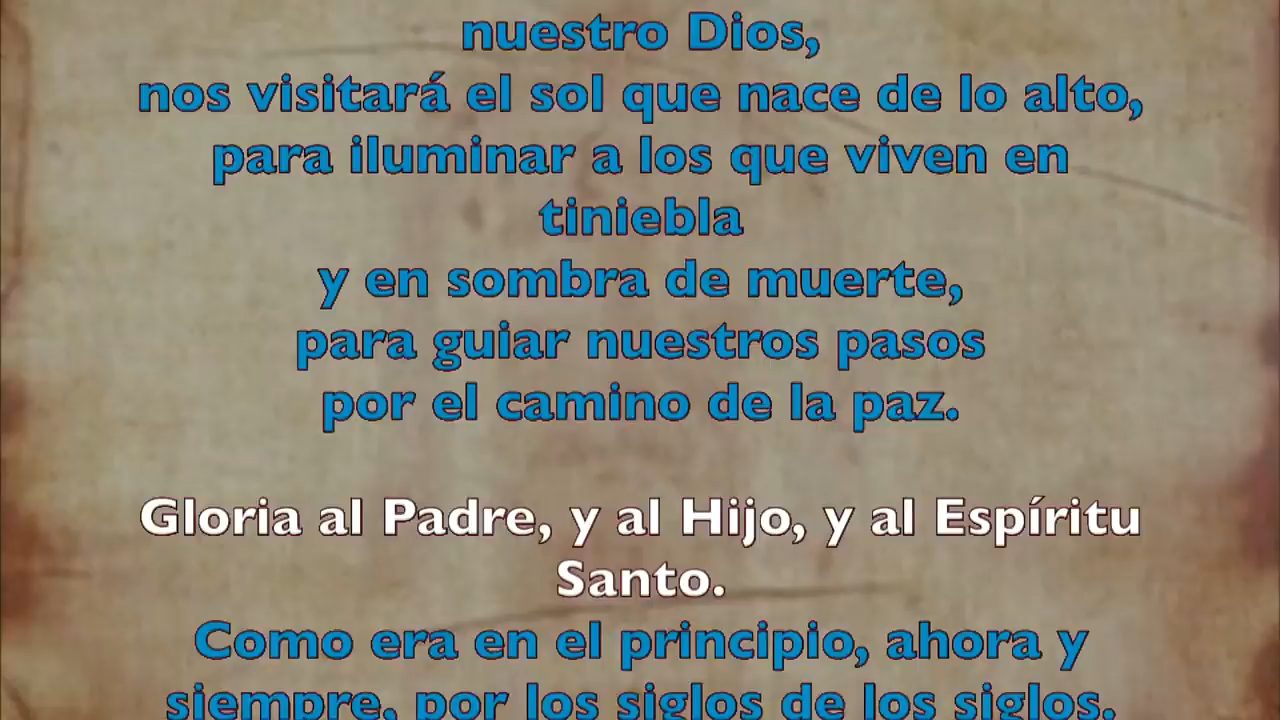 nuestro Dios,
nos visitará el sol que nace de lo alto,
para iluminar a los que viven en
tiniebla
y en sombra de muerte,
para guiar nuestros pasos
por el camino de la paz.
Gloria al Padre, y al Hijo, y al Espíritu
Santo.
Como era en el principio, ahora y
siempre, por los siglos de los siglos.